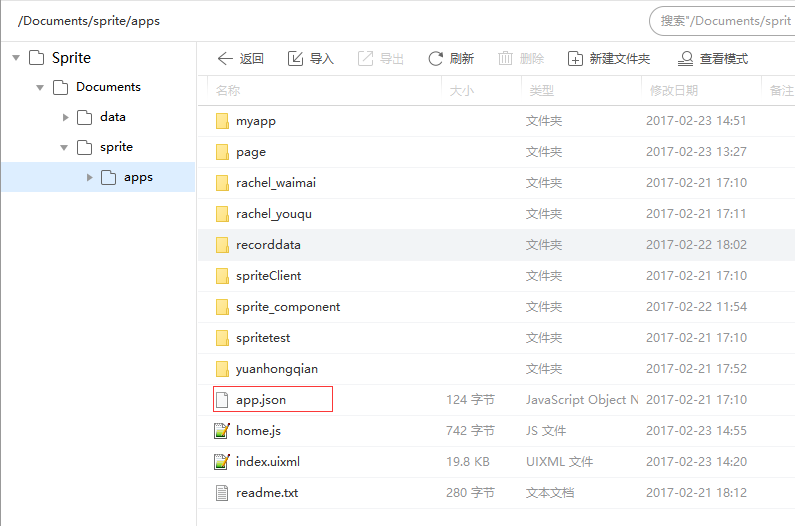 /Documents/sprite/apps
搜索"/Documents/sprit
Sprite
Documents
data
sprite
apps
返回 导入 导出 刷新 删除 新建文件夹 查看模式
名称 大小 类型 修改日期 备注
myapp 文件夹 2017-02-23 14:51
page 文件夹 2017-02-23 13:27
rachel_waimai 文件夹 2017-02-21 17:10
rachel_youqu 文件夹 2017-02-21 17:11
recorddata 文件夹 2017-02-22 18:02
spriteClient 文件夹 2017-02-21 17:10
sprite_component 文件夹 2017-02-22 11:54
spritetest 文件夹 2017-02-21 17:10
yuanhongqian 文件夹 2017-02-21 17:52
app.json 124 字节 JavaScript Object N 2017-02-21 17:10
home.js 742 字节 JS 文件 2017-02-23 14:55
index.uixml 19.8 KB UIXML 文件 2017-02-23 14:20
readme.txt 280 字节 文本文档 2017-02-21 18:12